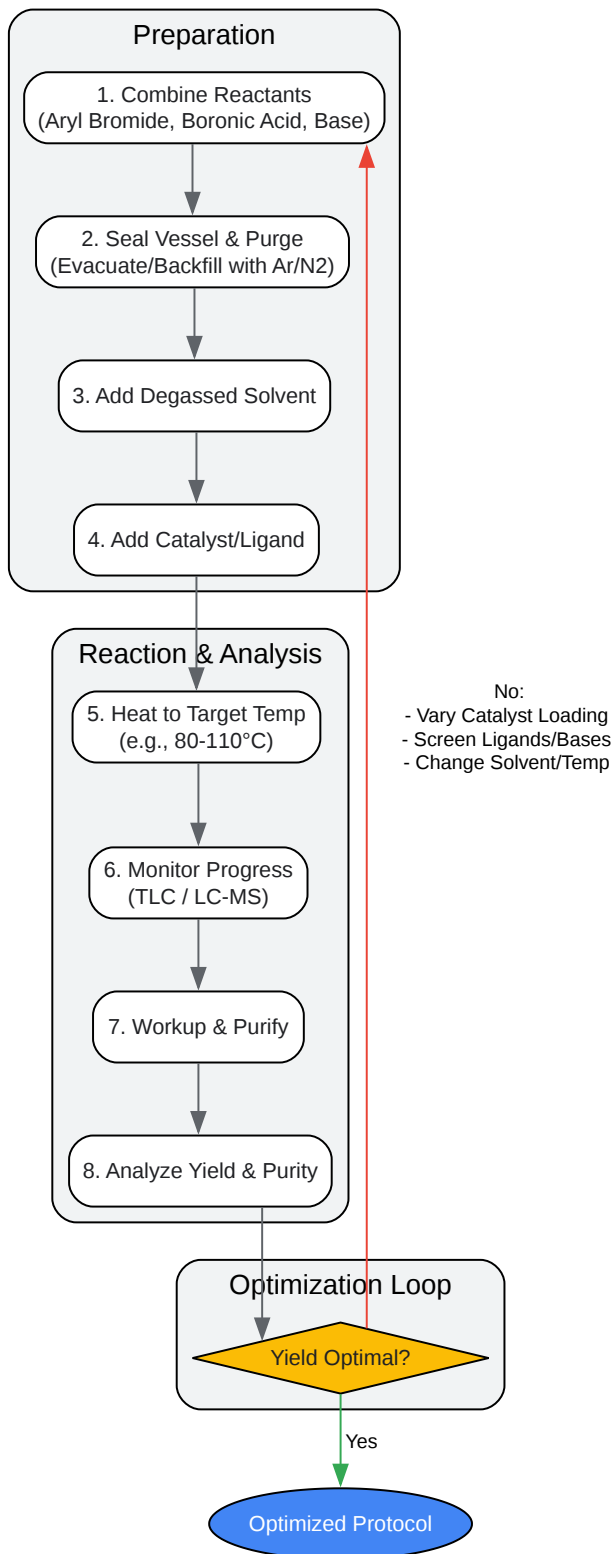 Preparation
1. Combine Reactants
(Aryl Bromide, Boronic Acid, Base)
2. Seal Vessel & Purge
(Evacuate/Backfill with Ar/N2)
3. Add Degassed Solvent
4. Add Catalyst/Ligand
Reaction & Analysis
5. Heat to Target Temp
(e.g., 80-110°C)
No:
- Vary Catalyst Loading
- Screen Ligands/Bases
- Change Solvent/Temp
6. Monitor Progress
(TLC / LC-MS)
7. Workup & Purify
8. Analyze Yield & Purity
Optimization Loop
Yield Optimal?
Yes
Optimized Protocol